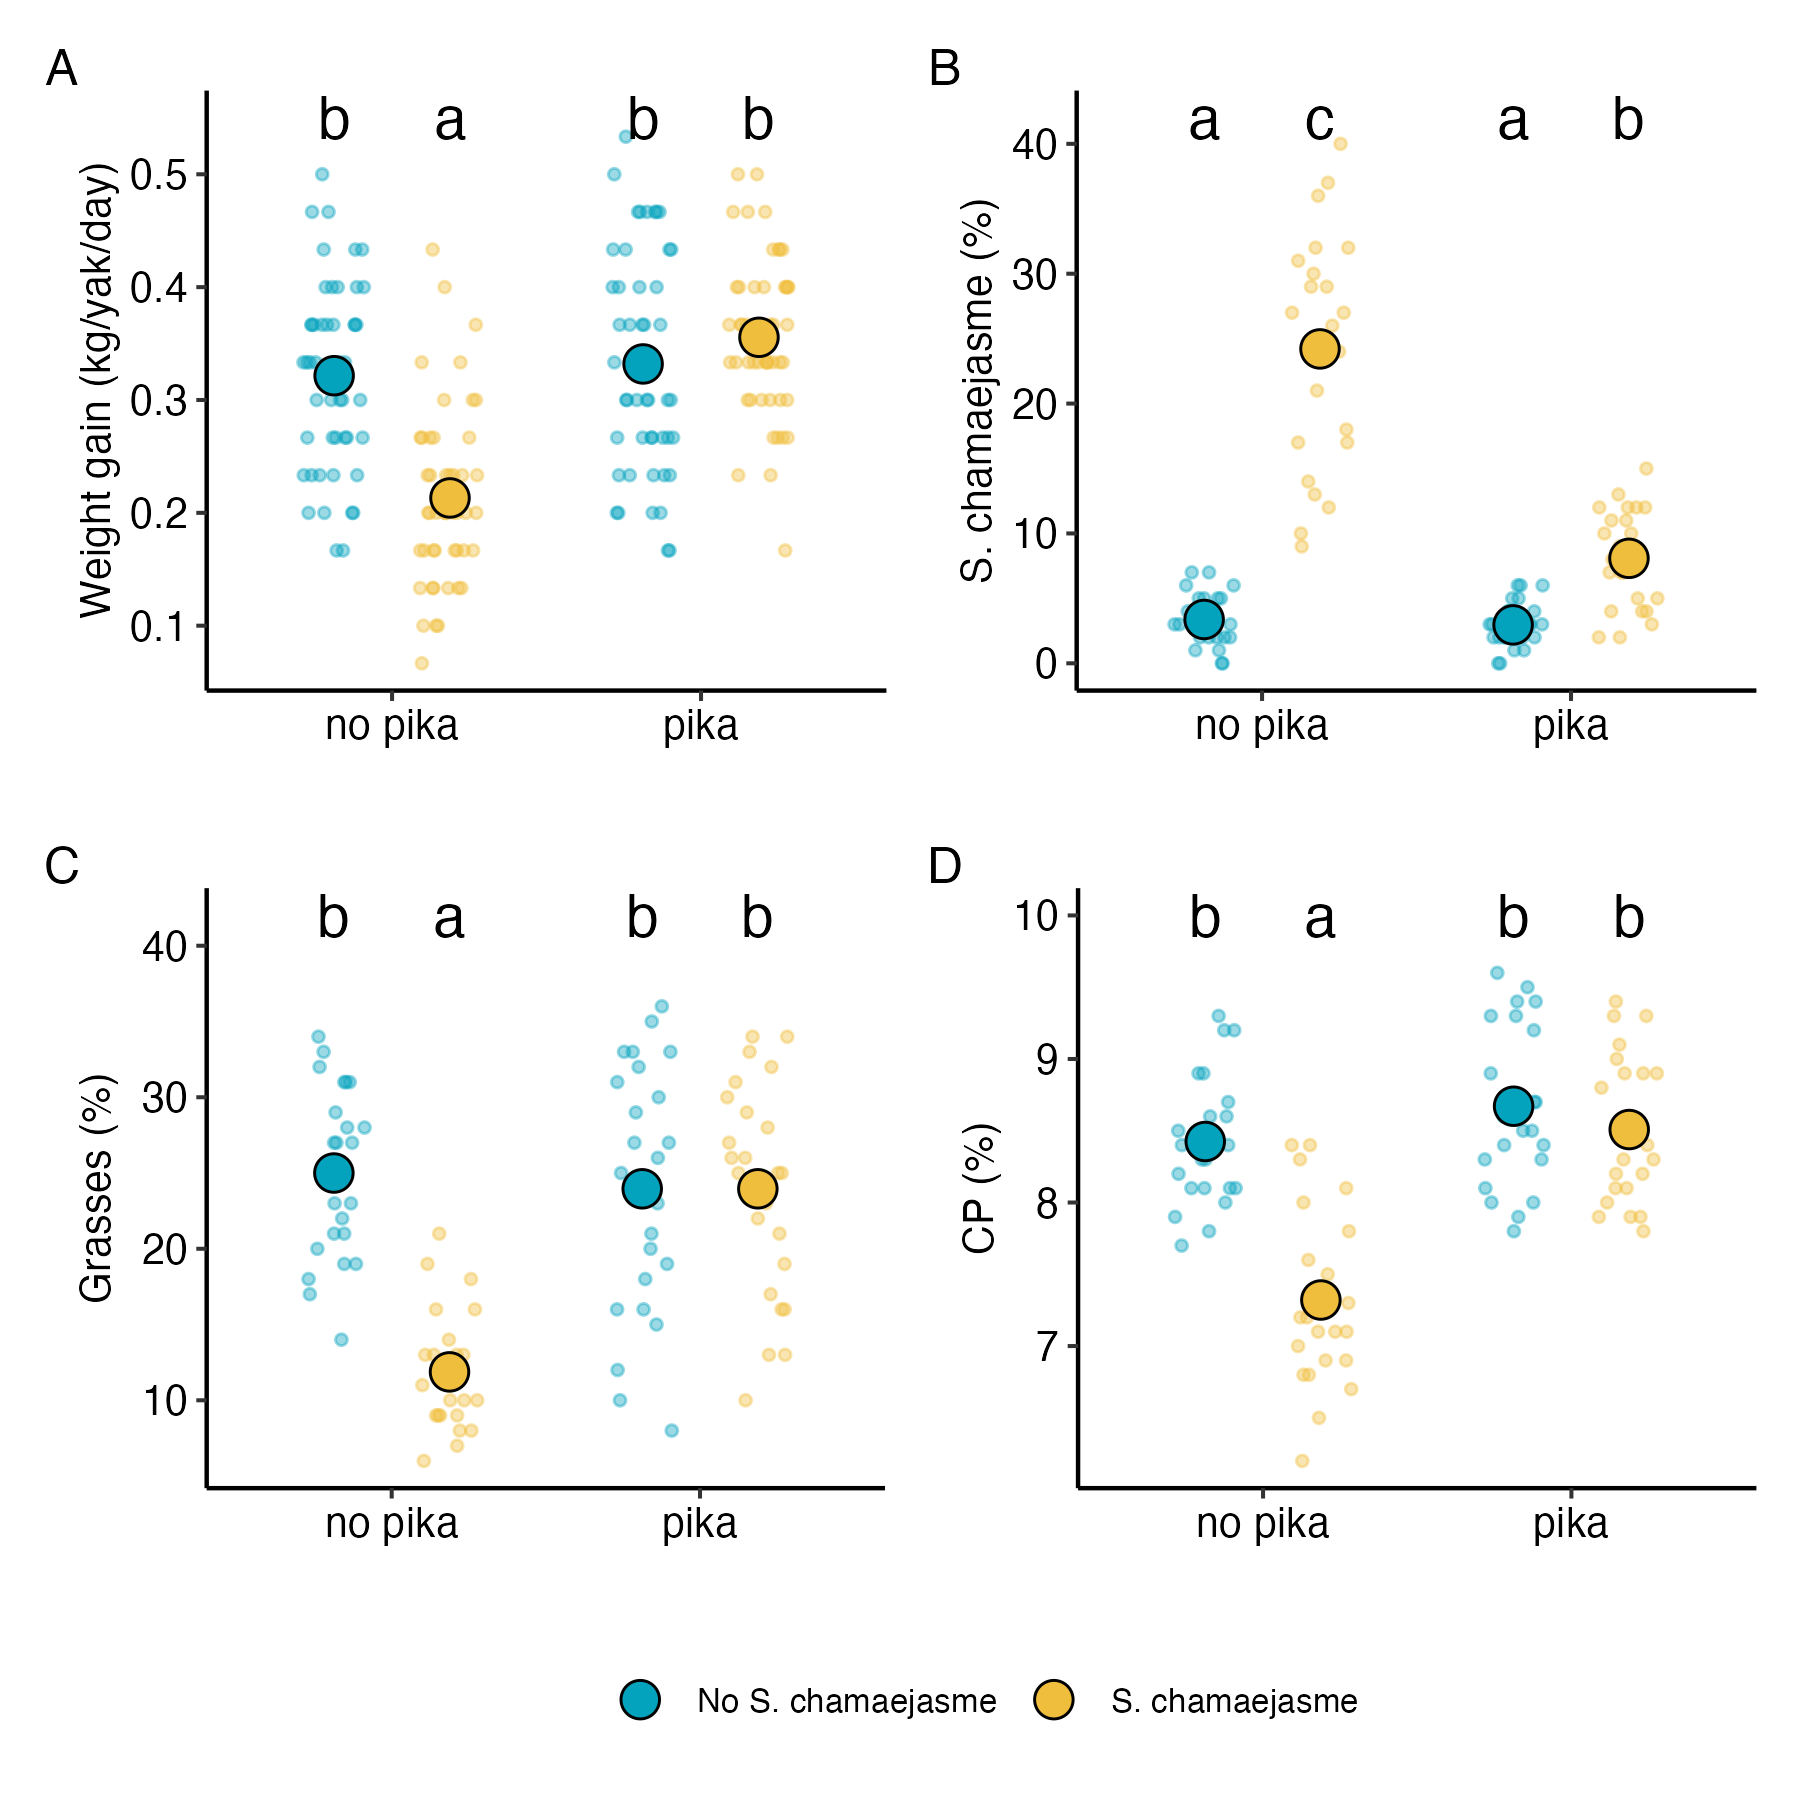 A
b a b b
Weight gain (kg/yak/day)
0.5
0.4
0.3
0.2
0.1
no pika pika
B
a c a b
S. chamaejasme (%)
40
30
20
10
0
no pika pika
C
b a b b
Grasses (%)
40
30
20
10
no pika pika
D
b a b b
CP (%)
10
9
8
7
no pika pika
No S. chamaejasme S. chamaejasme